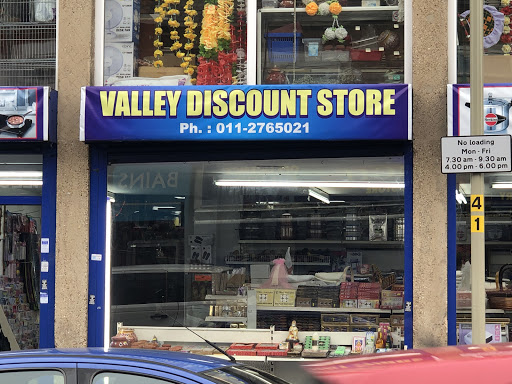 VALLEY DISCOUNT STORE
Ph. : 011-2765021
No loading
Mon - Fri
7.30 am - 9.30 am
4.00 pm - 6.00 pm
4
1
BAINS